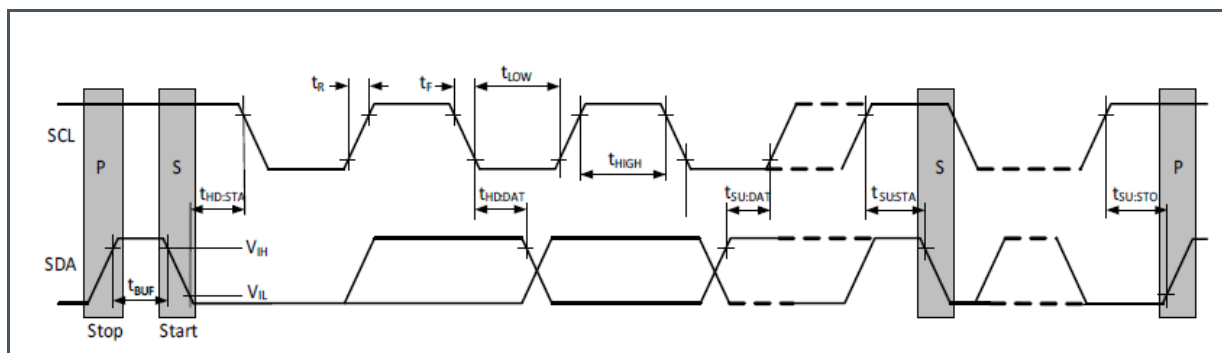 tR tF tLOW
SCL
P S tHD:STA tHD:DAT tHIGH tSU:DAT tSU:STA S tSU:STO P
SDA
VIH
tBUF
VIL
Stop Start